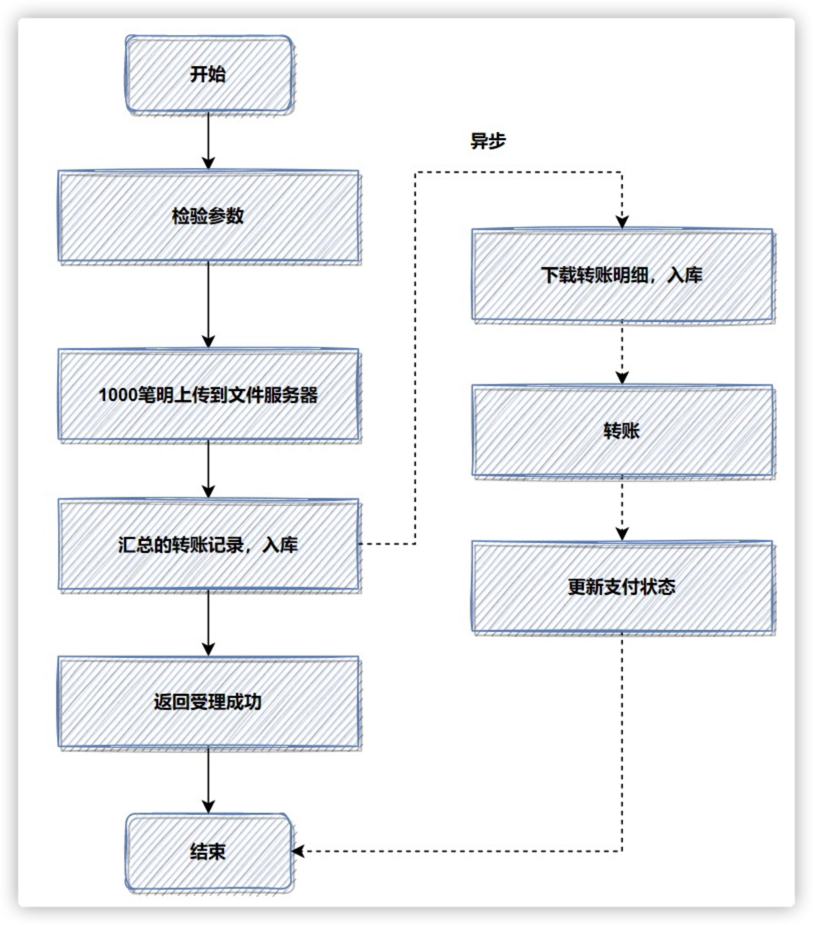 开始
检验参数
1000笔明上传到文件服务器
汇总的转账记录，入库
返回受理成功
结束
异步
下载转账明细，入库
转账
更新支付状态